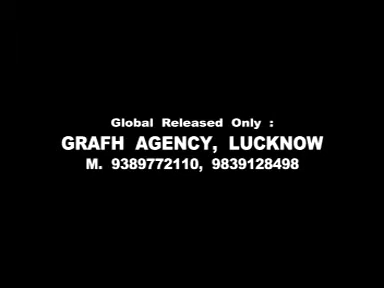 Global Released Only :
GRAFH AGENCY, LUCKNOW
M. 9389772110, 9839128498